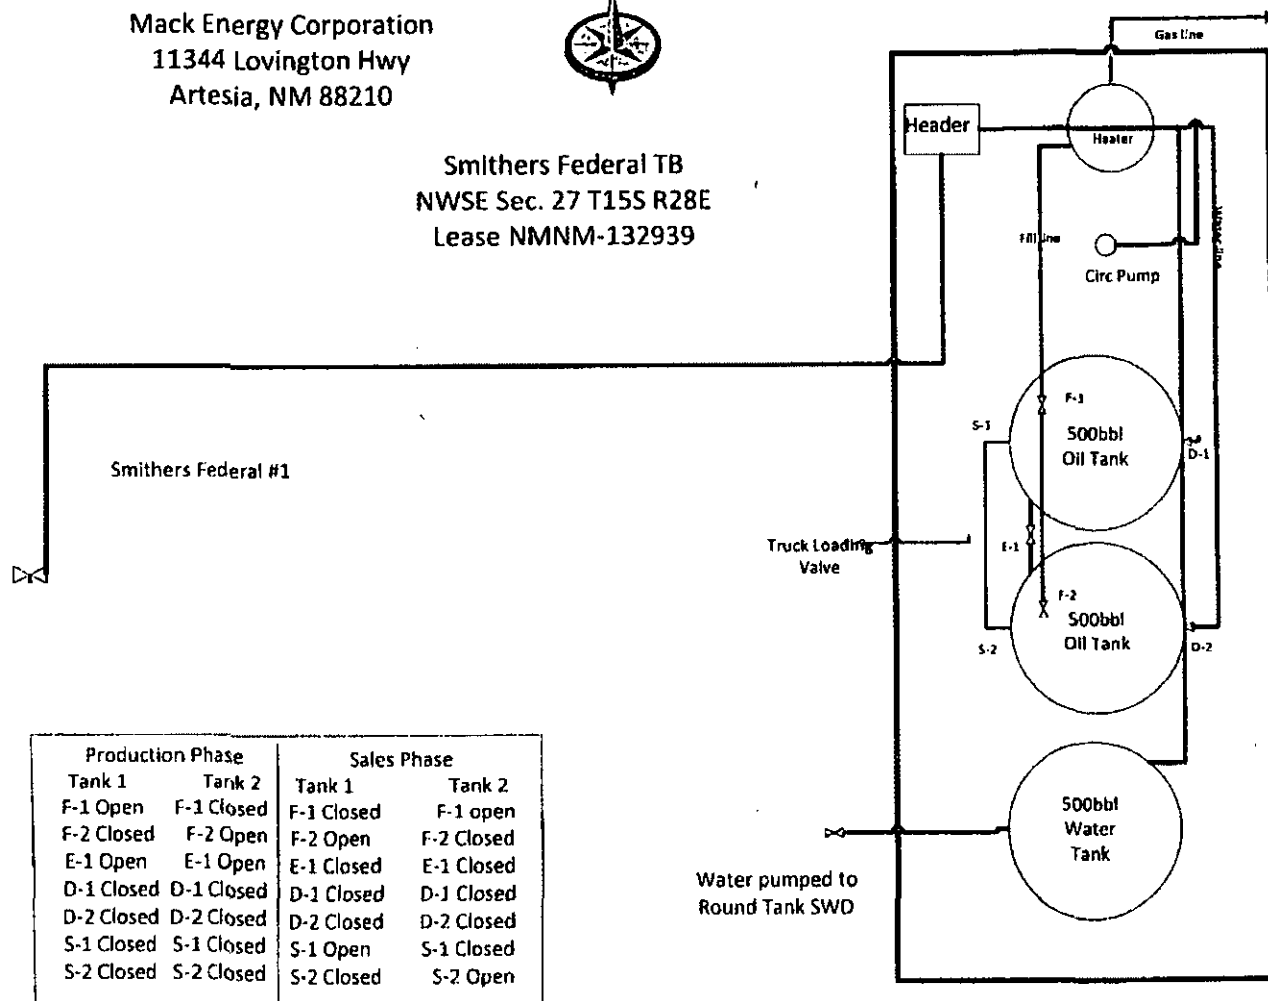 Mack Energy Corporation
11344 Lovington Hwy
Artesia, NM 88210
Smithers Federal TB
NWSE Sec. 27 T15S R28E
Lease NMNM-132939
Gas Line
Header
Heater
Fill line
Water line
Circ Pump
Smithers Federal #1
F-1
S-1
500bbl
Oil Tank
D-1
Truck Loading
Valve
E-1
F-2
500bbl
Oil Tank
S-2
D-2
500bbl
Water
Tank
Water pumped to
Round Tank SWD
Production Phase Sales Phase
Tank 1 Tank 2 Tank 1 Tank 2
F-1 Open F-1 Closed F-1 Closed F-1 open
F-2 Closed F-2 Open F-2 Open F-2 Closed
E-1 Open E-1 Open E-1 Closed E-1 Closed
D-1 Closed D-1 Closed D-1 Closed D-1 Closed
D-2 Closed D-2 Closed D-2 Closed D-2 Closed
S-1 Closed S-1 Closed S-1 Open S-1 Closed
S-2 Closed S-2 Closed S-2 Closed S-2 Open